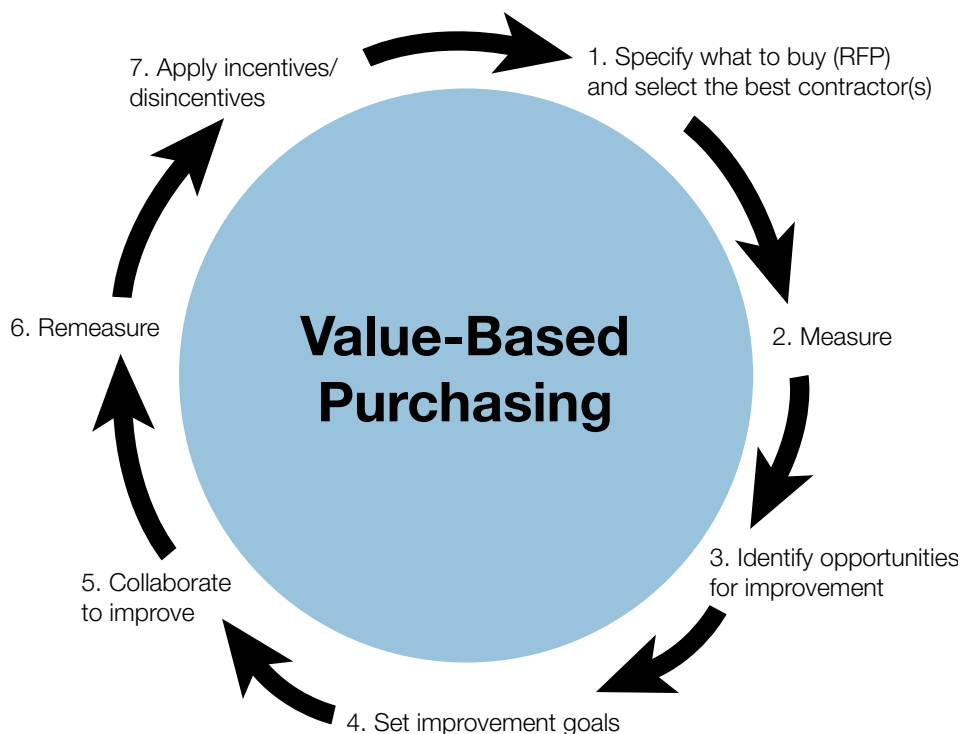 Value-Based
Purchasing
1. Specify what to buy (RFP)
and select the best contractor(s)
2. Measure
3. Identify opportunities
for improvement
4. Set improvement goals
5. Collaborate
to improve
6. Remeasure
7. Apply incentives/
disincentives